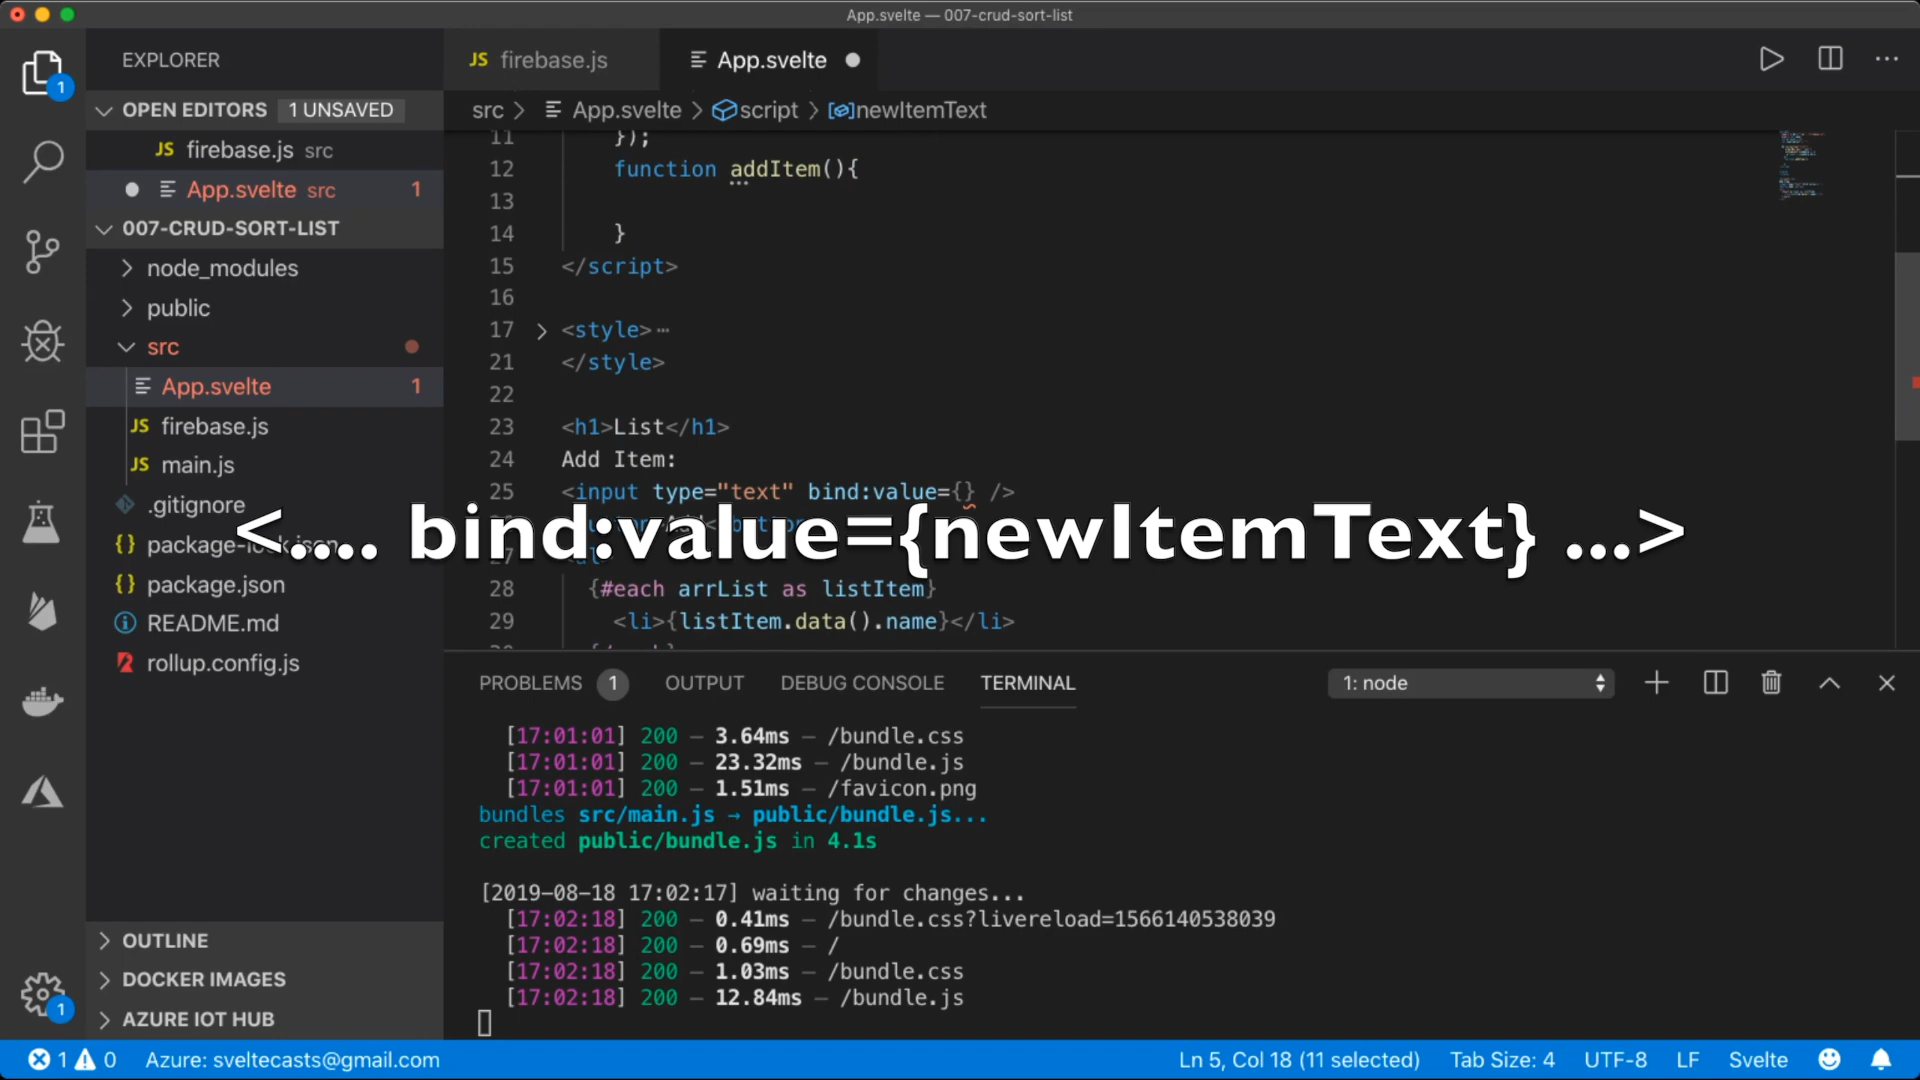 App.svelte — 007-crud-sort-list
EXPLORER
JS firebase.js
App.svelte
1
OPEN EDITORS 1 UNSAVED
src > App.svelte > script > newItemText
JS firebase.js src
App.svelte src 1
007-CRUD-SORT-LIST
node_modules
public
src
App.svelte 1
JS firebase.js
JS main.js
.gitignore
{} package-lock.json
{} package.json
README.md
rollup.config.js
OUTLINE
DOCKER IMAGES
AZURE IOT HUB
1
11 });
12 function addItem(){
13
14 }
15 </script>
16
17 <style>
21 </style>
22
23 <h1>List</h1>
24 Add Item:
25 <input type="text" bind:value={} />
<.... bind:value={newItemText} ...>
27
28 {#each arrList as listItem}
29 <li>{listItem.data().name}</li>
PROBLEMS 1 OUTPUT DEBUG CONSOLE TERMINAL 1: node
[17:01:01] 200 — 3.64ms — /bundle.css
[17:01:01] 200 — 23.32ms — /bundle.js
[17:01:01] 200 — 1.51ms — /favicon.png
bundles src/main.js → public/bundle.js...
created public/bundle.js in 4.1s
[2019-08-18 17:02:17] waiting for changes...
[17:02:18] 200 — 0.41ms — /bundle.css?livereload=1566140538039
[17:02:18] 200 — 0.69ms — /
[17:02:18] 200 — 1.03ms — /bundle.css
[17:02:18] 200 — 12.84ms — /bundle.js
1 0 Azure: sveltecasts@gmail.com Ln 5, Col 18 (11 selected) Tab Size: 4 UTF-8 LF Svelte